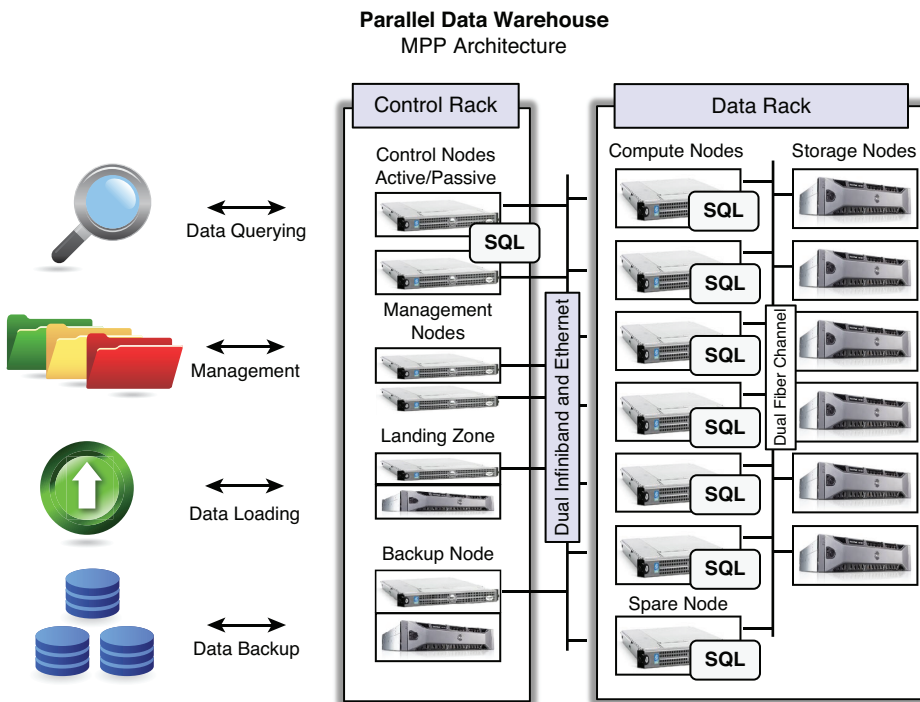 Parallel Data Warehouse
MPP Architecture
Control Rack
Data Rack
Control Nodes
Active/Passive
Compute Nodes
Storage Nodes
SQL
SQL
Data Querying
SQL
Management
Nodes
Management
Dual Infiniband and Ethernet
Dual Fiber Channel
SQL
SQL
Landing Zone
Data Loading
SQL
Backup Node
SQL
Spare Node
Data Backup
SQL